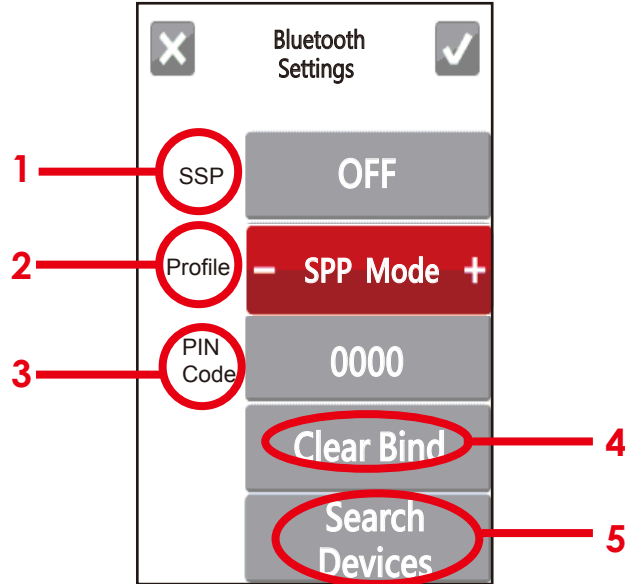 Bluetooth
Settings
1
SSP
OFF
2
Profile
- SPP Mode +
3
PIN
Code
0000
Clear Bind
4
Search
Devices
5